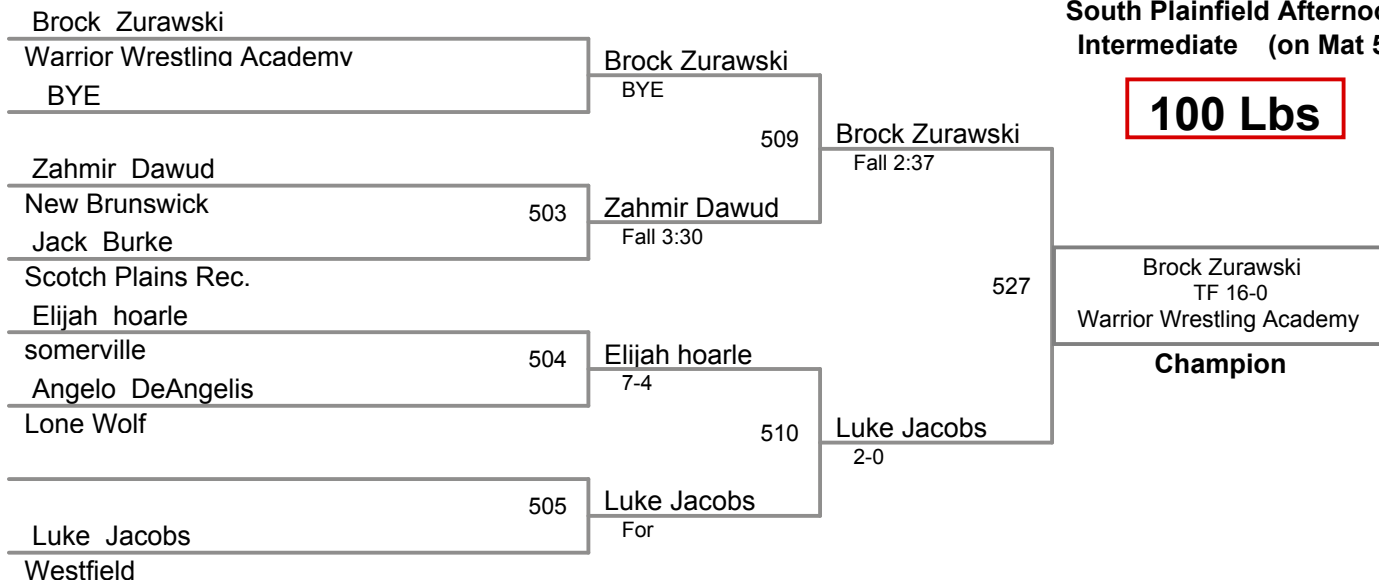 South Plainfield Afternoo
Intermediate (on Mat 5
100 Lbs
Brock Zurawski
Warrior Wrestling Academy
BYE
Zahmir Dawud
New Brunswick
503
Jack Burke
Scotch Plains Rec.
Elijah hoarle
somerville
504
Angelo DeAngelis
Lone Wolf
505
Luke Jacobs
Westfield
Brock Zurawski
BYE
509
Zahmir Dawud
Fall 3:30
Elijah hoarle
7-4
510
Luke Jacobs
For
Brock Zurawski
Fall 2:37
527
Luke Jacobs
2-0
Brock Zurawski
TF 16-0
Warrior Wrestling Academy
Champion